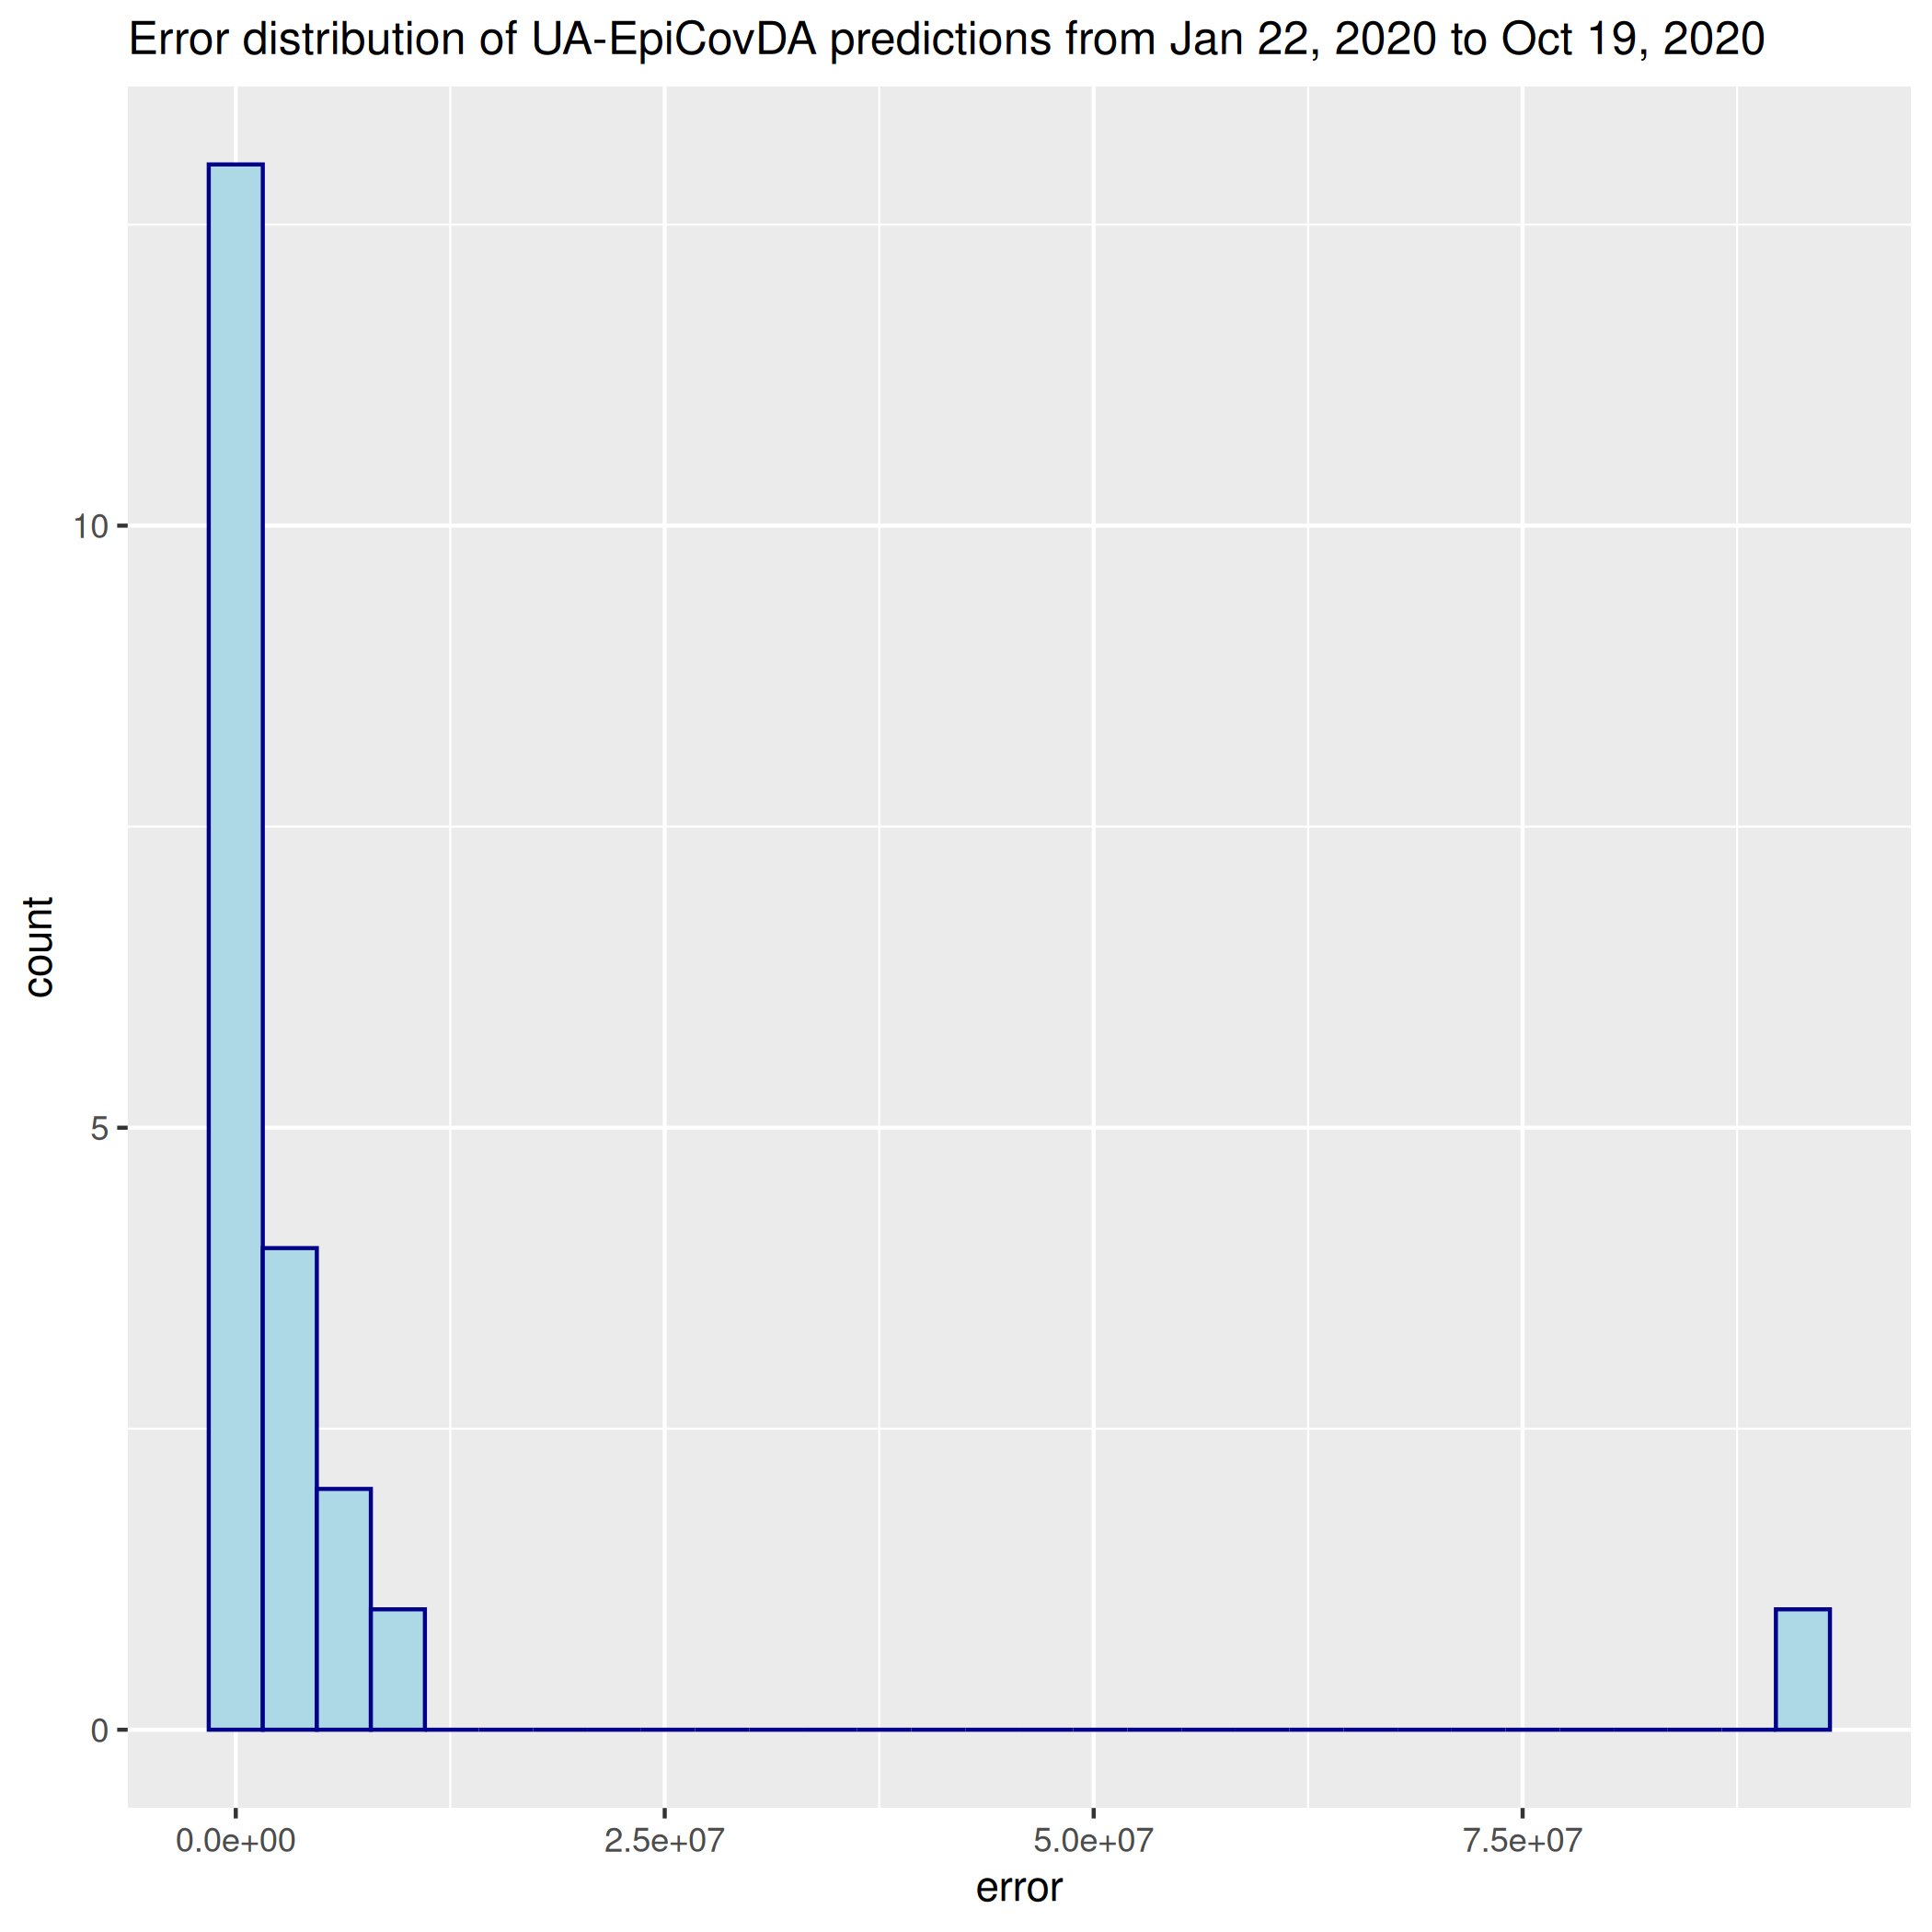 Error distribution of UA-EpiCovDA predictions from Jan 22, 2020 to Oct 19, 2020
count
10
5
0
0.0e+00 2.5e+07 5.0e+07 7.5e+07
error